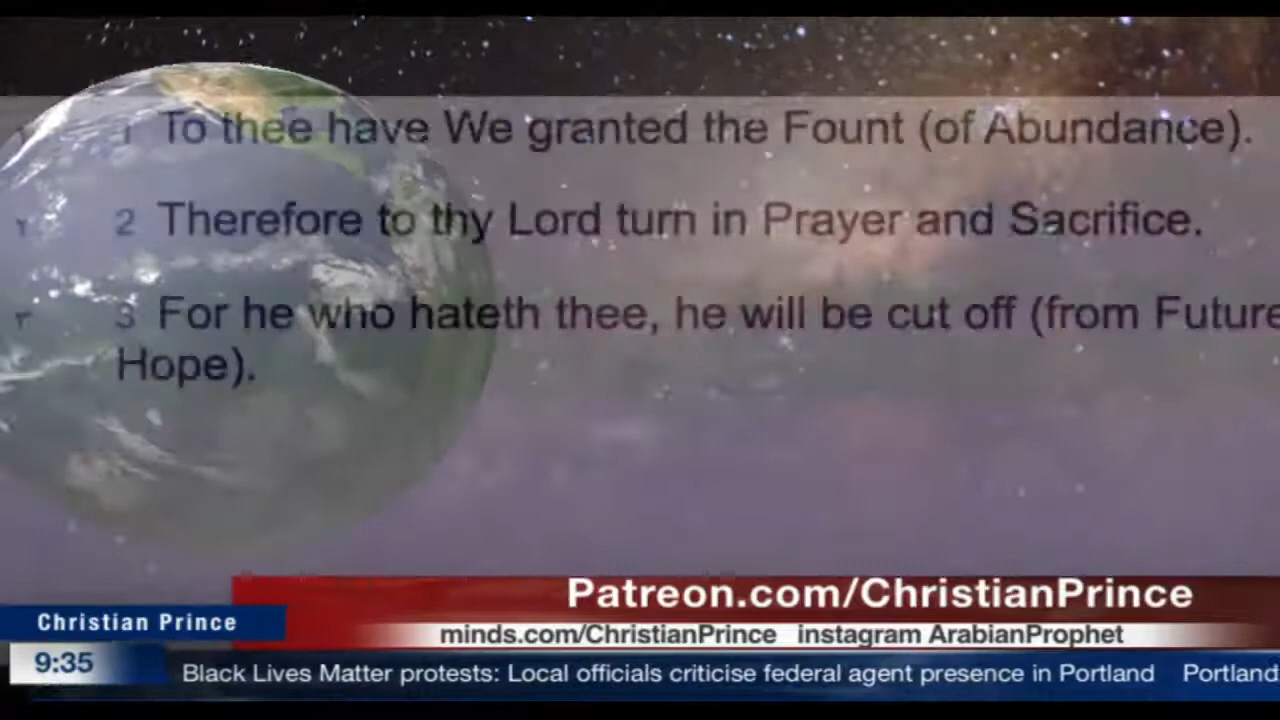 1 To thee have We granted the Fount (of Abundance).
٢ 2 Therefore to thy Lord turn in Prayer and Sacrifice.
٣ 3 For he who hateth thee, he will be cut off (from Future
Hope).
Patreon.com/ChristianPrince
Christian Prince
minds.com/ChristianPrince instagram ArabianProphet
9:35
Black Lives Matter protests: Local officials criticise federal agent presence in Portland Portland